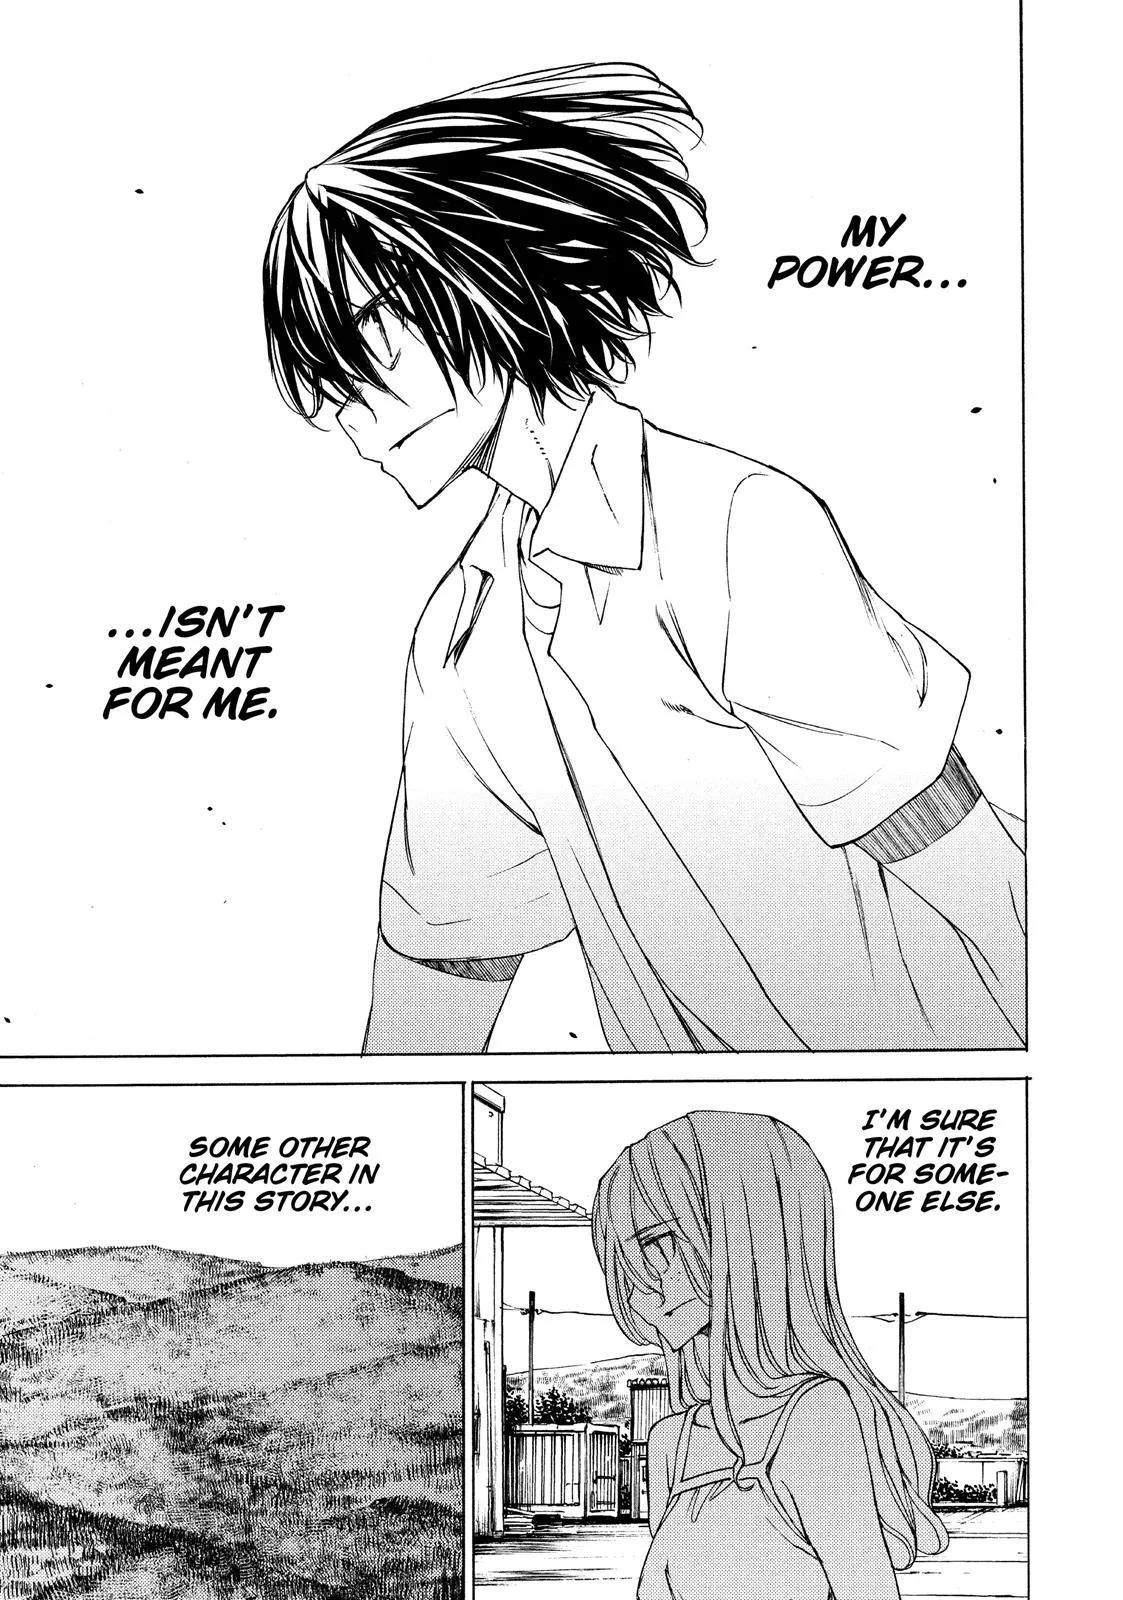 MY
POWER...
...ISN'T
MEANT
FOR ME.
I'M SURE
THAT IT'S
FOR SOME-
ONE ELSE.
SOME OTHER
CHARACTER IN
THIS STORY...